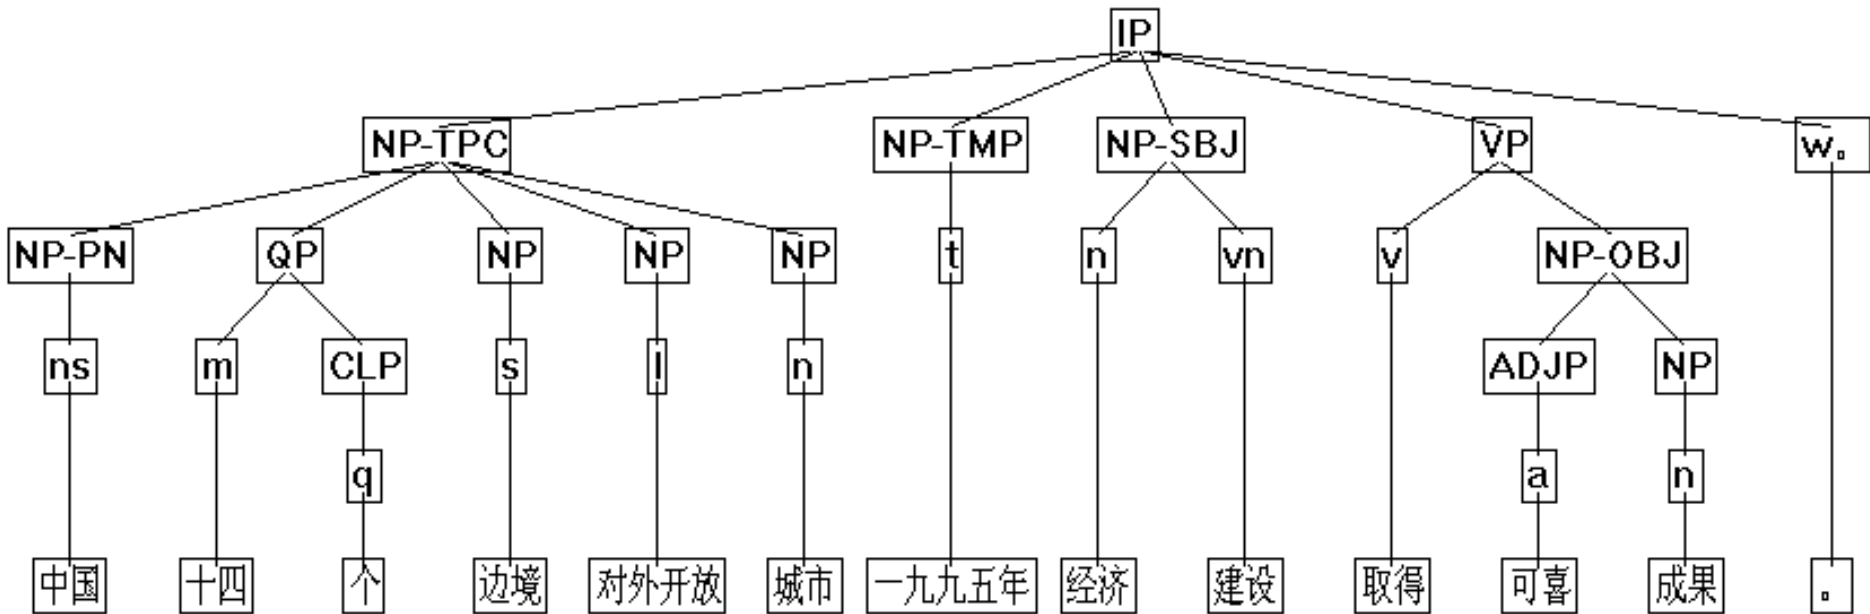 IP
NP-TPC NP-TMP NP-SBJ VP w。
NP-PN QP NP NP NP t n vn v NP-OBJ
ns m CLP s l n ADJP NP
q a n
中国 十四 个 边境 对外开放 城市 一九九五年 经济 建设 取得 可喜 成果 。